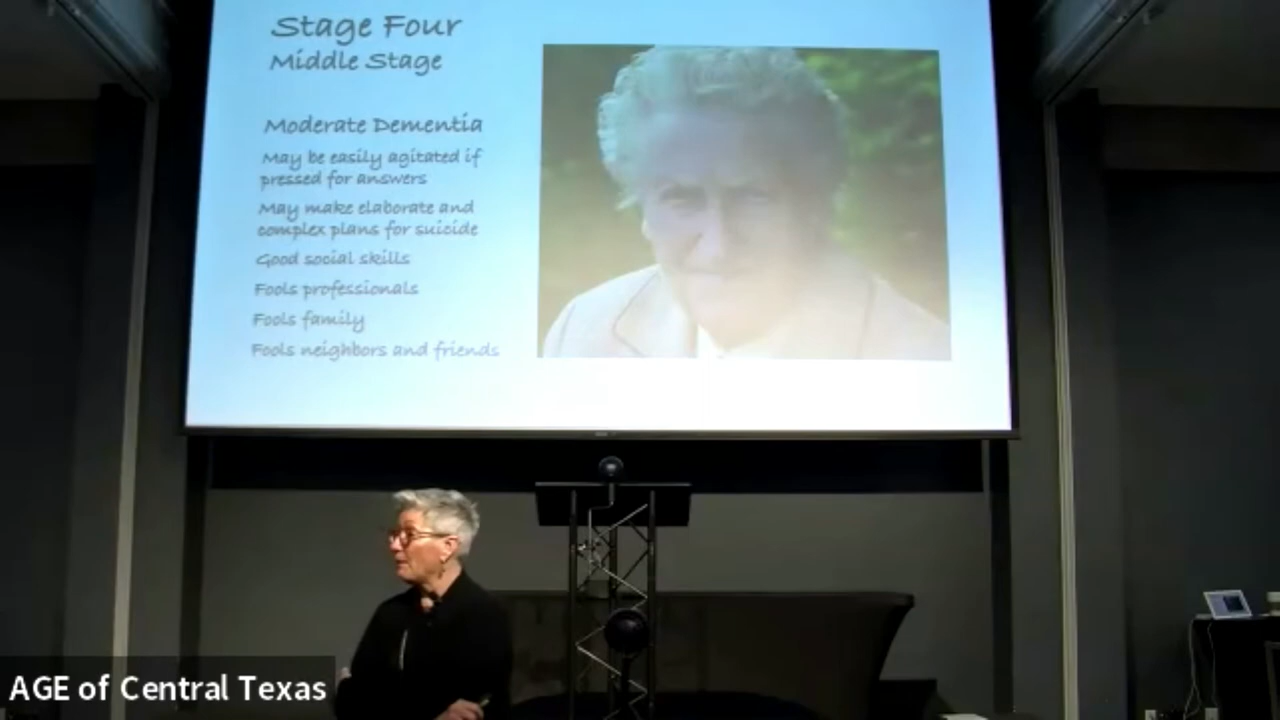 Stage Four
Middle Stage
Moderate Dementia
May be easily agitated if
pressed for answers
May make elaborate and
complex plans for suicide
Good social skills
Fools professionals
Fools family
Fools neighbors and friends
AGE of Central Texas